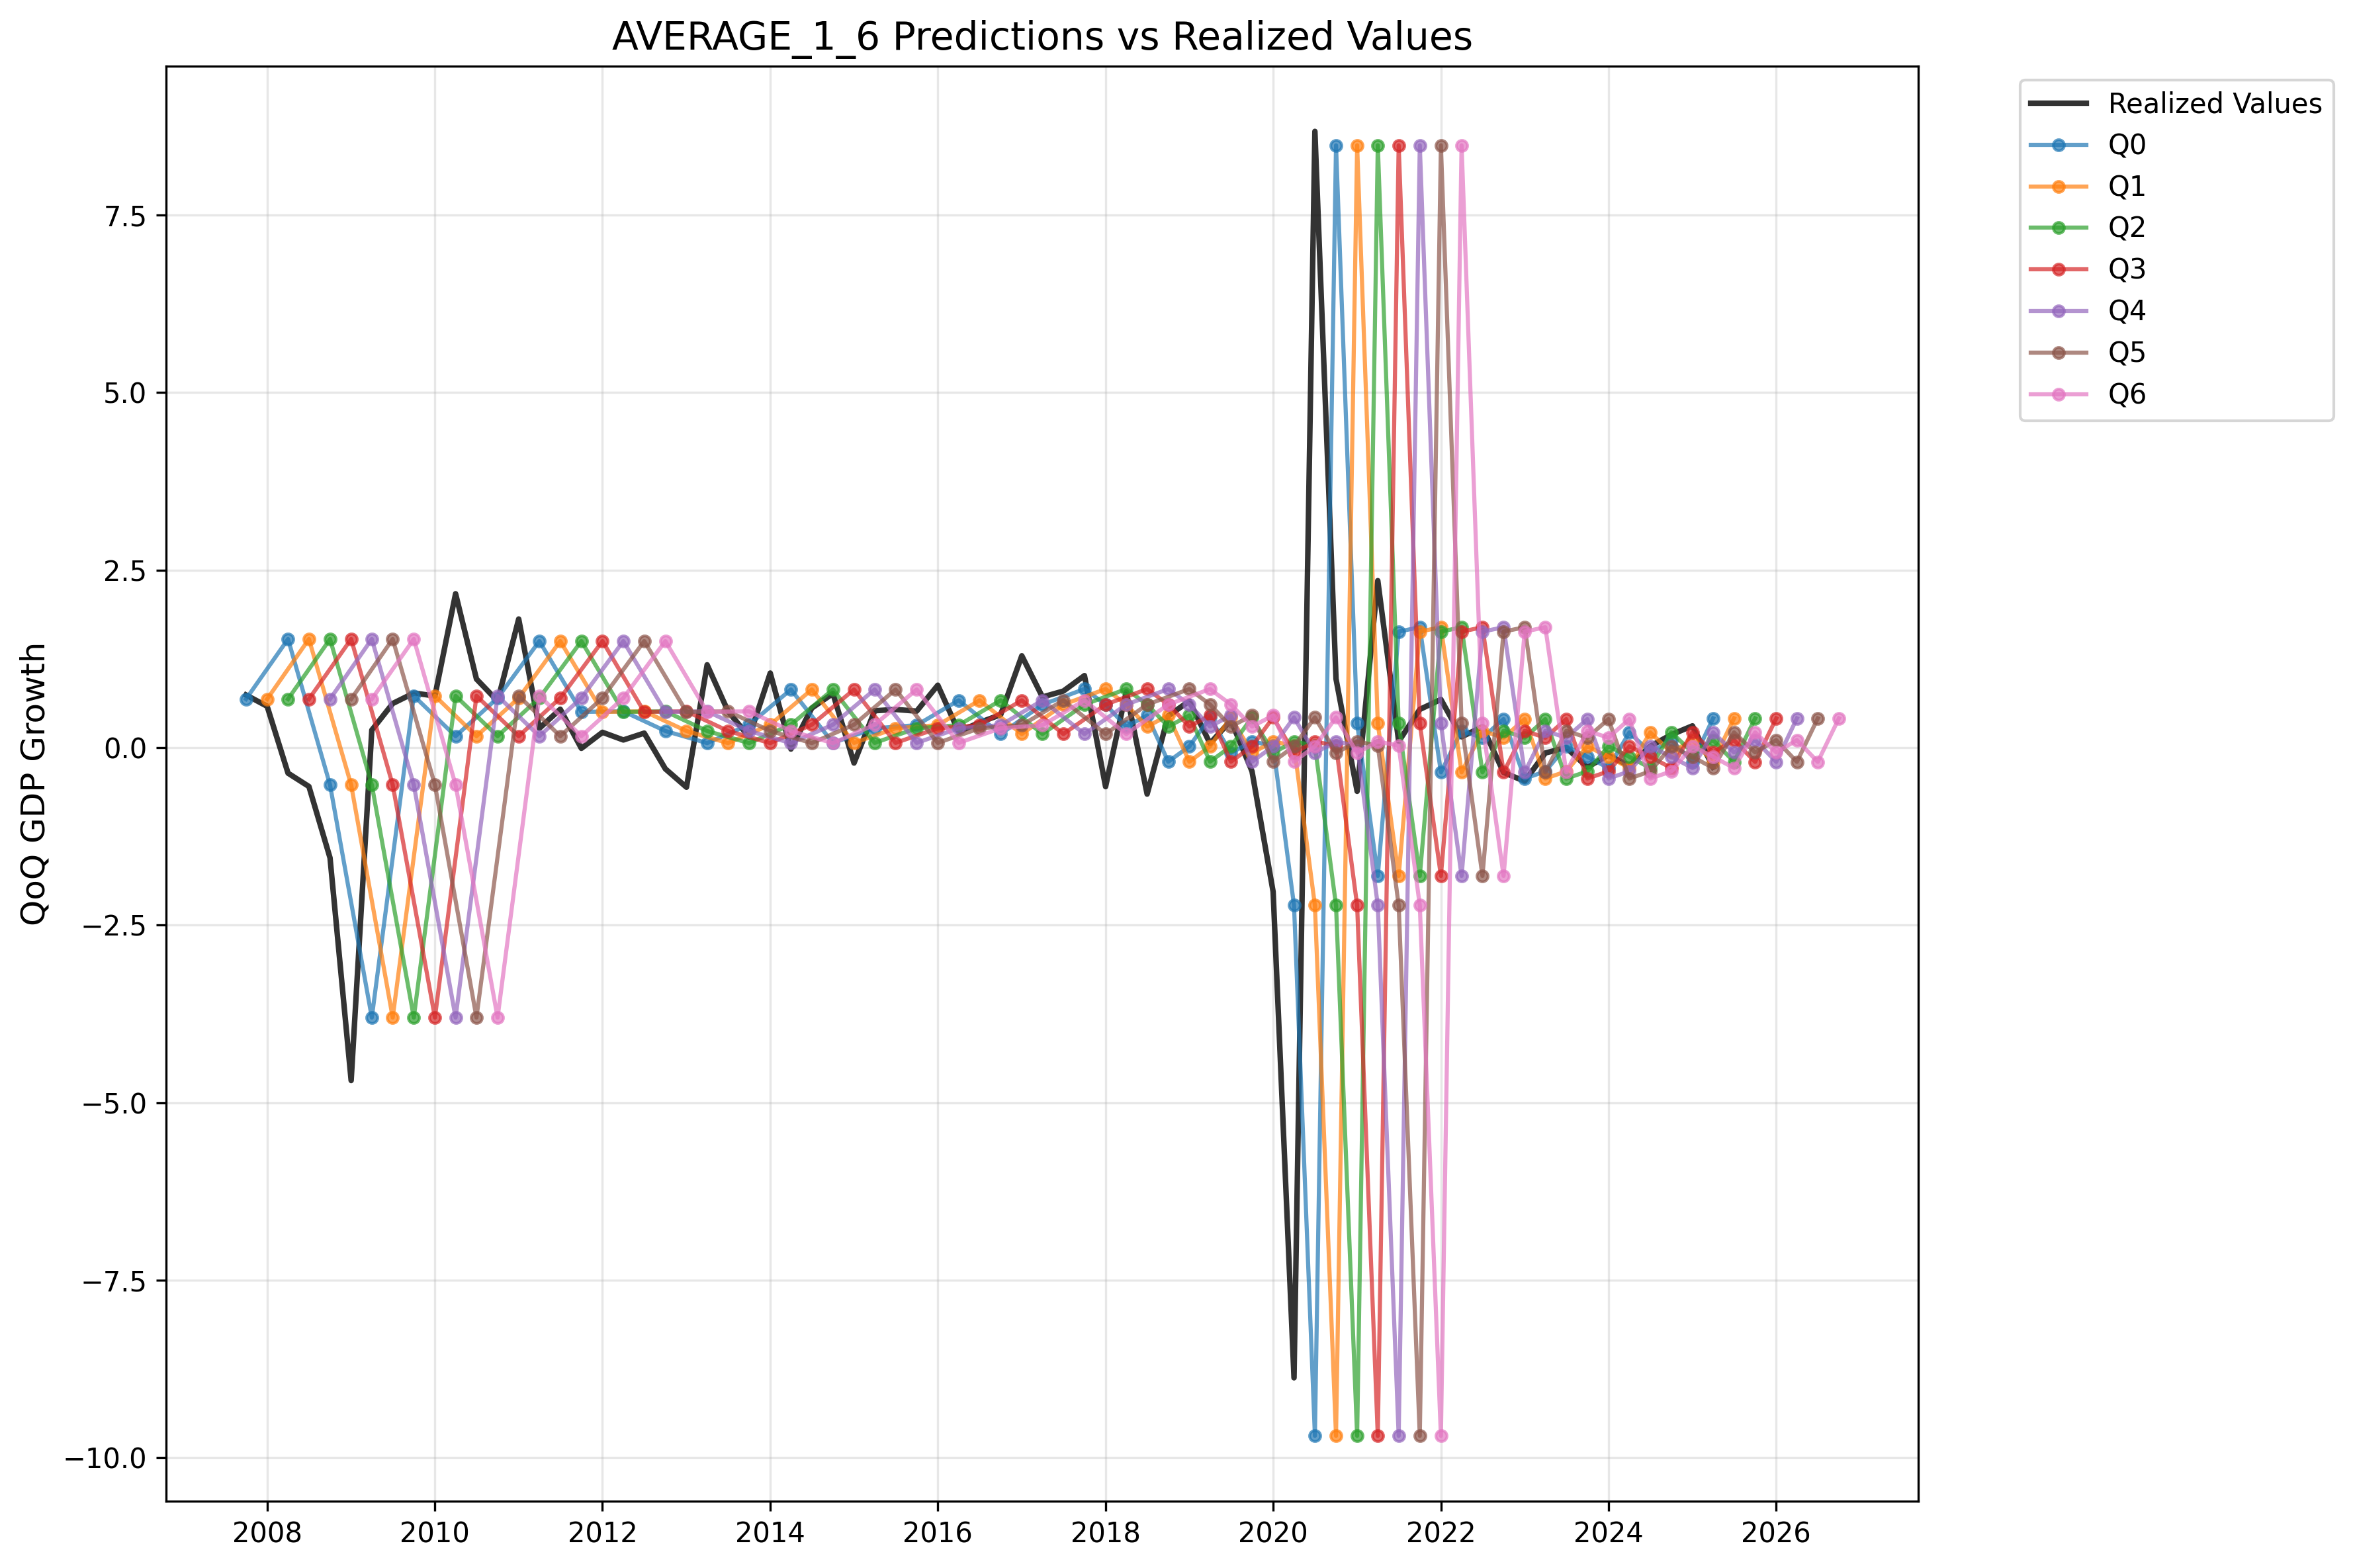 AVERAGE_1_6 Predictions vs Realized Values
QoQ GDP Growth
7.5
5.0
2.5
0.0
−2.5
−5.0
−7.5
−10.0
2008 2010 2012 2014 2016 2018 2020 2022 2024 2026
Realized Values
Q0
Q1
Q2
Q3
Q4
Q5
Q6